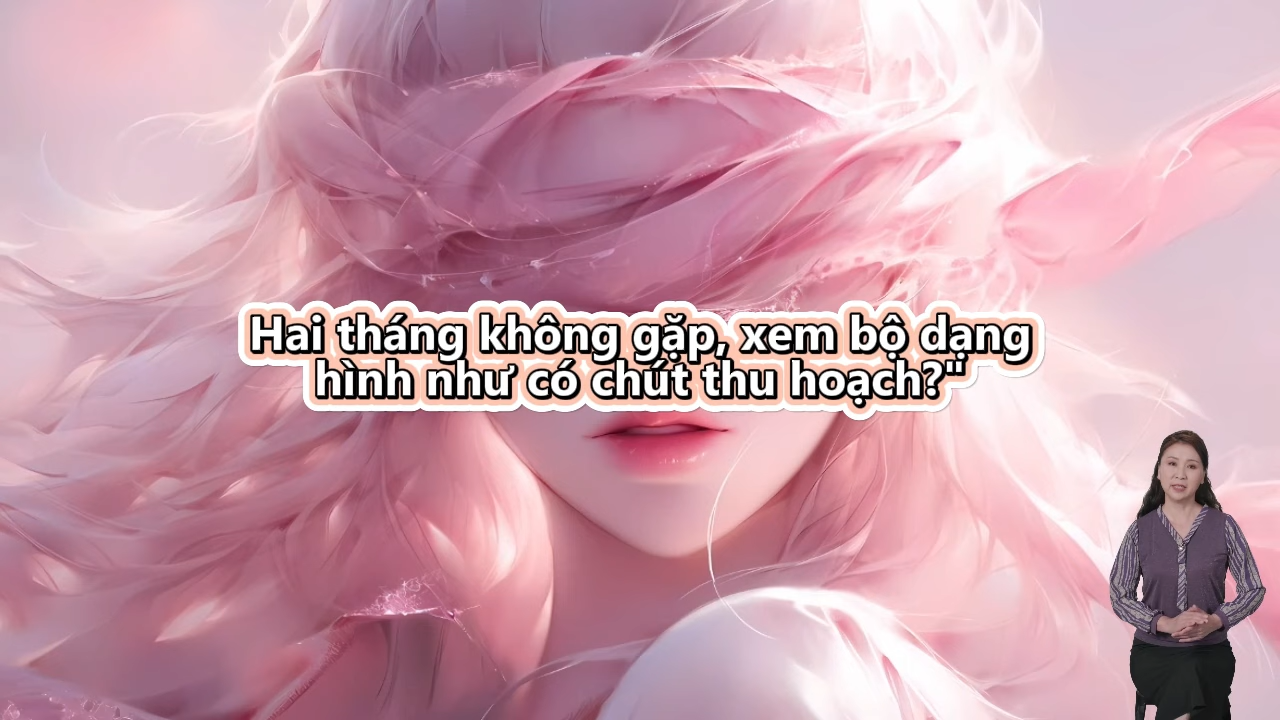 Hai tháng không gặp, xem bộ dạng
hình như có chút thu hoạch?"